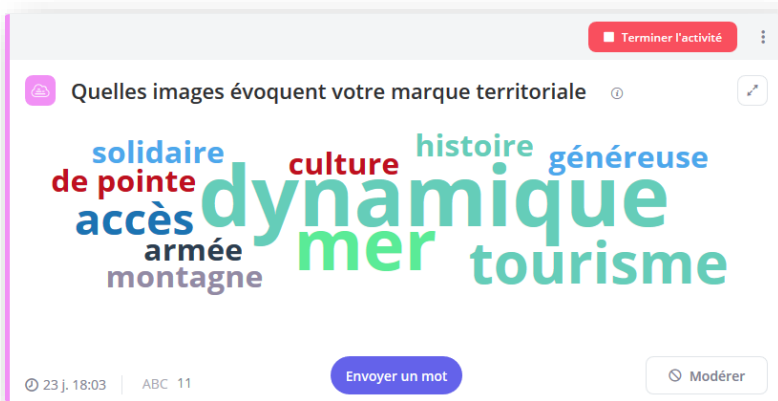 Terminer l'activité
Quelles images évoquent votre marque territoriale
solidaire
culture
histoire
généreuse
de pointe
dynamique
accès
armée
mer
tourisme
montagne
23 j. 18:03
ABC 11
Envoyer un mot
Modérer